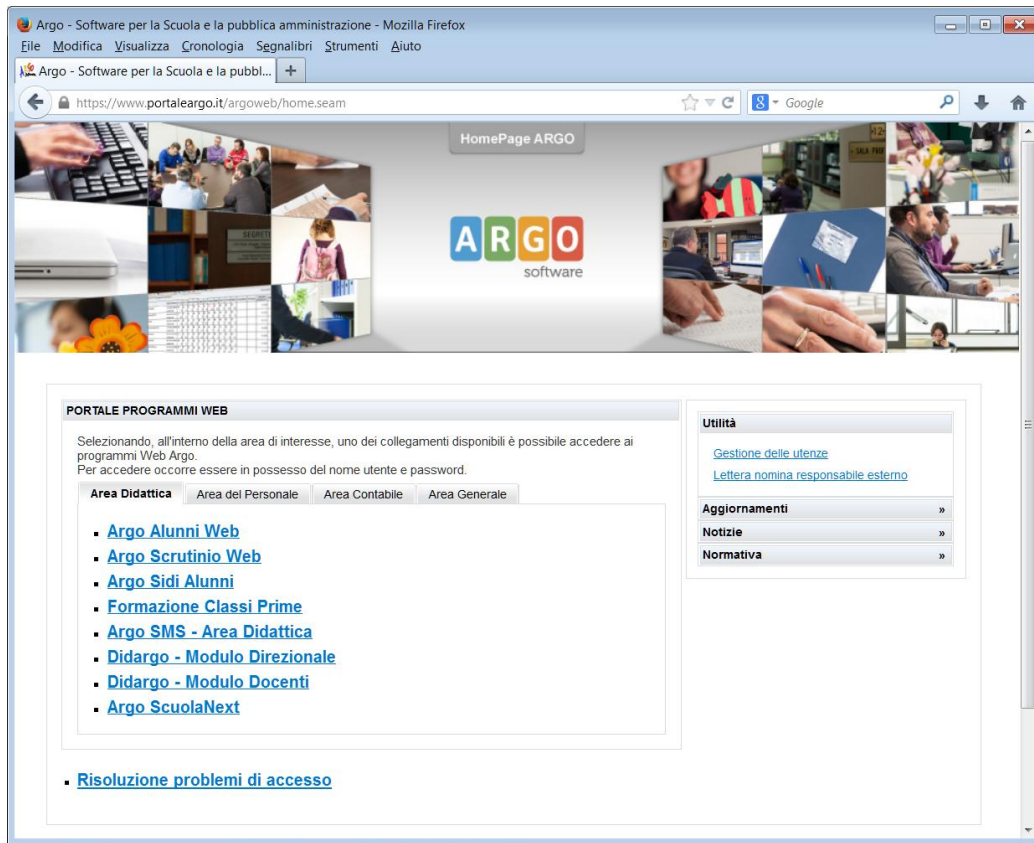 Argo - Software per la Scuola e la pubblica amministrazione - Mozilla Firefox
File Modifica Visualizza Cronologia Segnalibri Strumenti Aiuto
Argo - Software per la Scuola e la pubbl... +
https://www.portaleargo.it/argoweb/home.seam
Google
HomePage ARGO
ARGO
software
PORTALE PROGRAMMI WEB
Selezionando, all'interno della area di interesse, uno dei collegamenti disponibili è possibile accedere ai
programmi Web Argo.
Per accedere occorre essere in possesso del nome utente e password.
Area Didattica Area del Personale Area Contabile Area Generale
Argo Alunni Web
Argo Scrutinio Web
Argo Sidi Alunni
Formazione Classi Prime
Argo SMS - Area Didattica
Didargo - Modulo Direzionale
Didargo - Modulo Docenti
Argo ScuolaNext
Risoluzione problemi di accesso
Utilità
Gestione delle utenze
Lettera nomina responsabile esterno
Aggiornamenti »
Notizie »
Normativa »